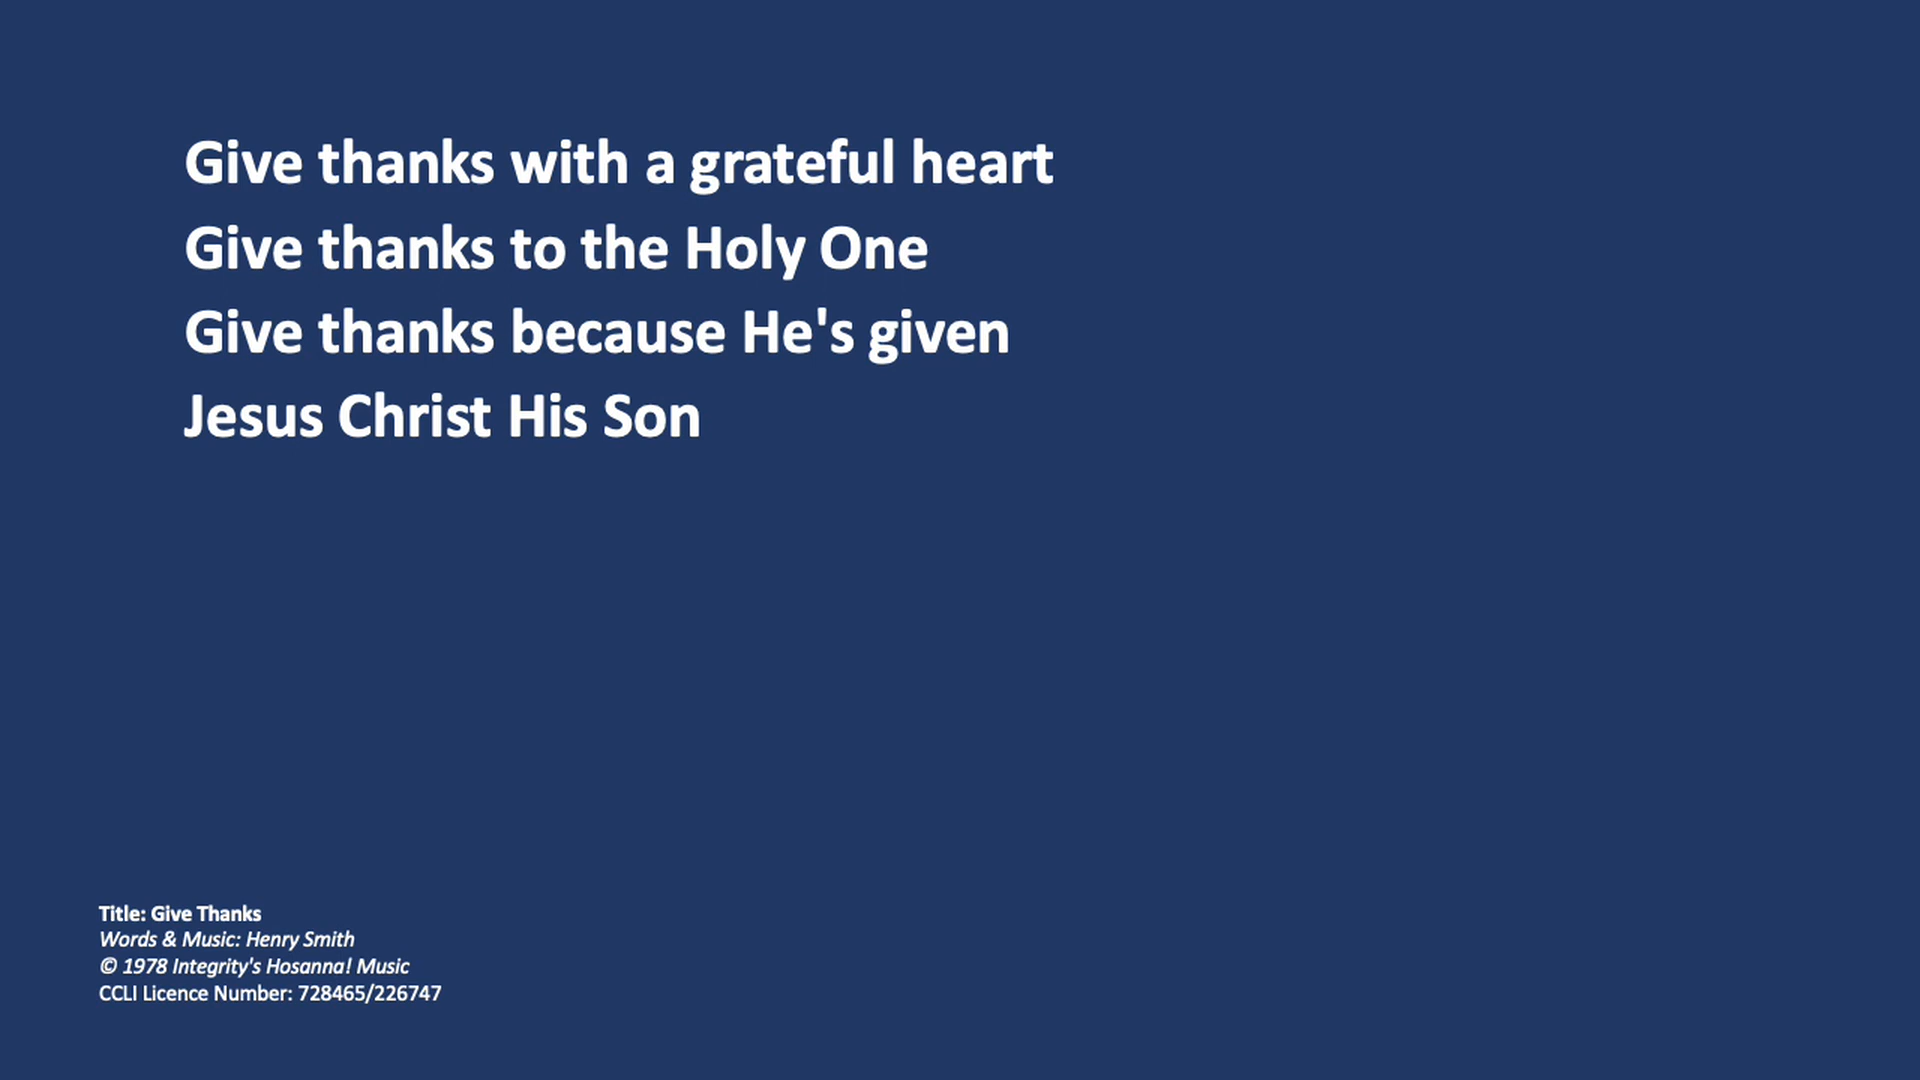 Give thanks with a grateful heart
Give thanks to the Holy One
Give thanks because He's given
Jesus Christ His Son
Title: Give Thanks
Words & Music: Henry Smith
© 1978 Integrity's Hosanna! Music
CCLI Licence Number: 728465/226747